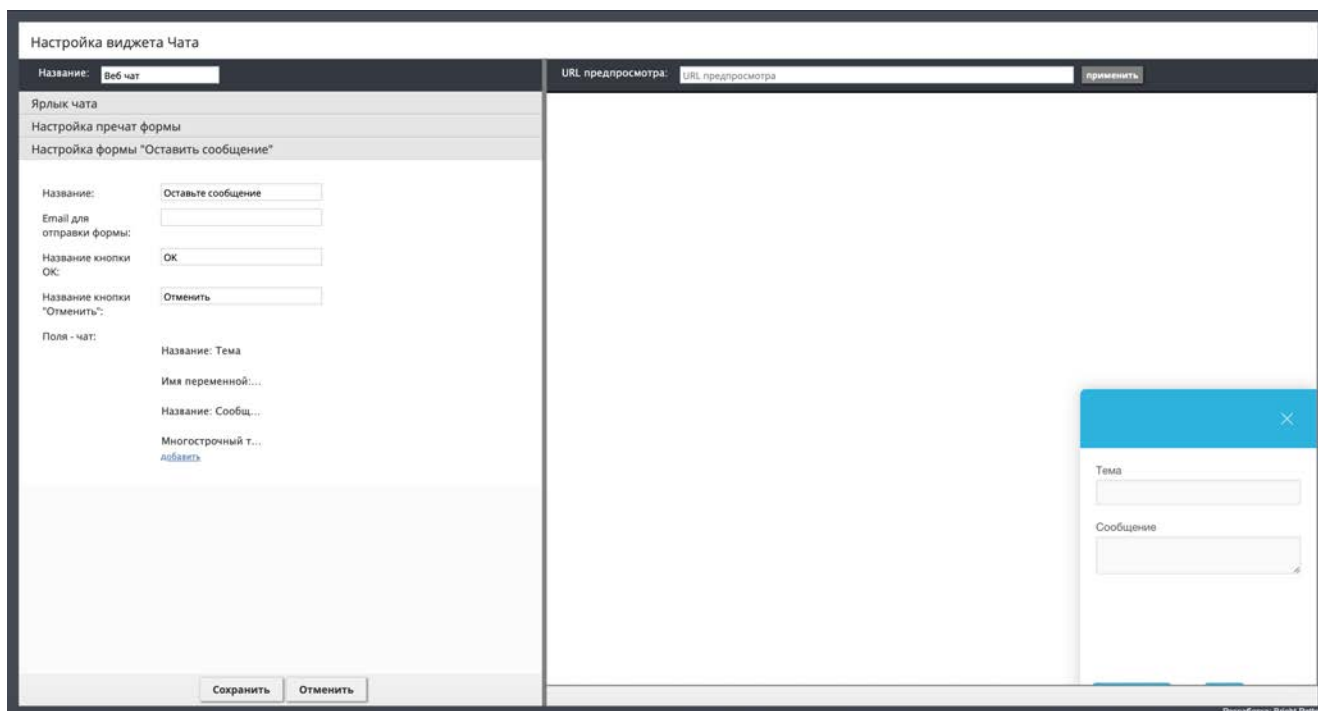 Настройка виджета Чата
Название: Веб чат
URL предпросмотра: URL предпросмотра применить
Ярлык чата
Настройка пречат формы
Настройка формы "Оставить сообщение"
Название: Оставьте сообщение
Email для
отправки формы:
Название кнопки OK
OK:
Название кнопки Отменить
"Отменить":
Поля - чат:
Название: Тема
Имя переменной:...
Название: Сообщ...
Многострочный т...
добавить
Тема
Сообщение
Сохранить Отменить